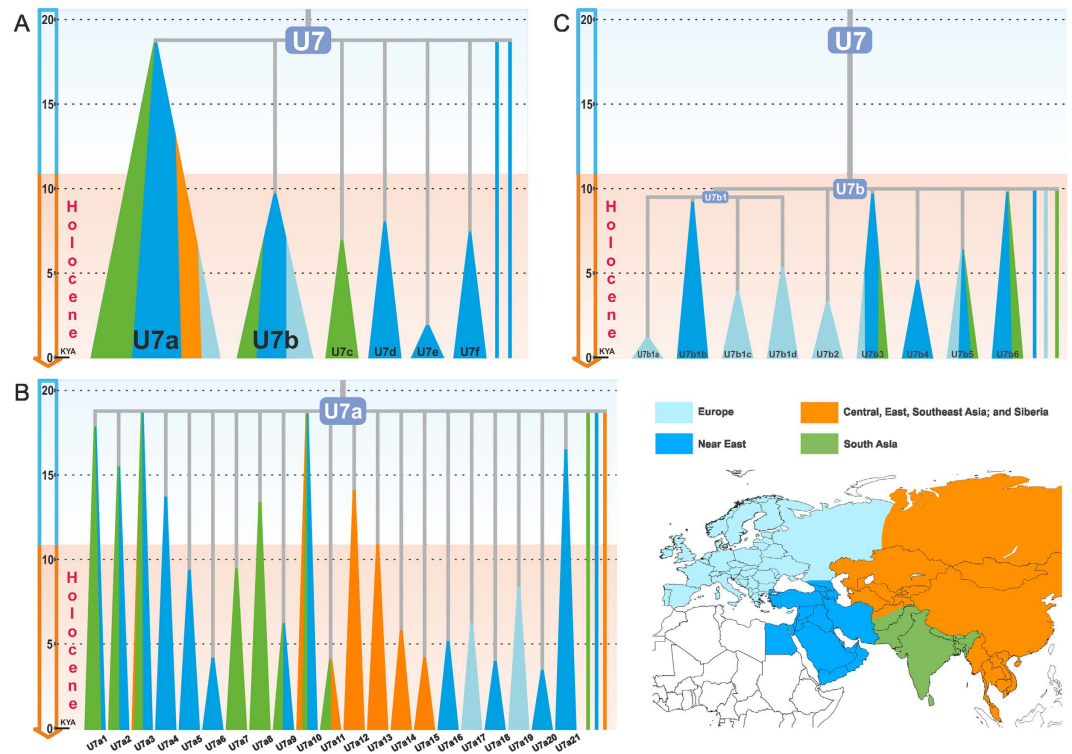 A
20
15
10
5
0
KYA
Holocene
U7
U7a
U7b
U7c
U7d
U7e
U7f
C
20
15
10
5
0
KYA
Holocene
U7
U7b
U7b1
U7b1a
U7b1b
U7b1c
U7b1d
U7b2
U7b3
U7b4
U7b5
U7b6
B
20
15
10
5
0
KYA
Holocene
U7a
U7a1
U7a2
U7a3
U7a4
U7a5
U7a6
U7a7
U7a8
U7a9
U7a10
U7a11
U7a12
U7a13
U7a14
U7a15
U7a16
U7a17
U7a18
U7a19
U7a20
U7a21
Europe
Near East
Central, East, Southeast Asia; and Siberia
South Asia